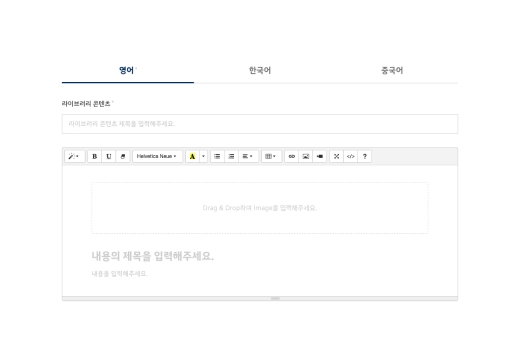 영어*
한국어
중국어
라이브러리 콘텐츠*
라이브러리 콘텐츠 제목을 입력해주세요.
B U Helvetica Neue A </> ?
Drag & Drop하여 Image를 입력해주세요.
내용의 제목을 입력해주세요.
내용을 입력해주세요